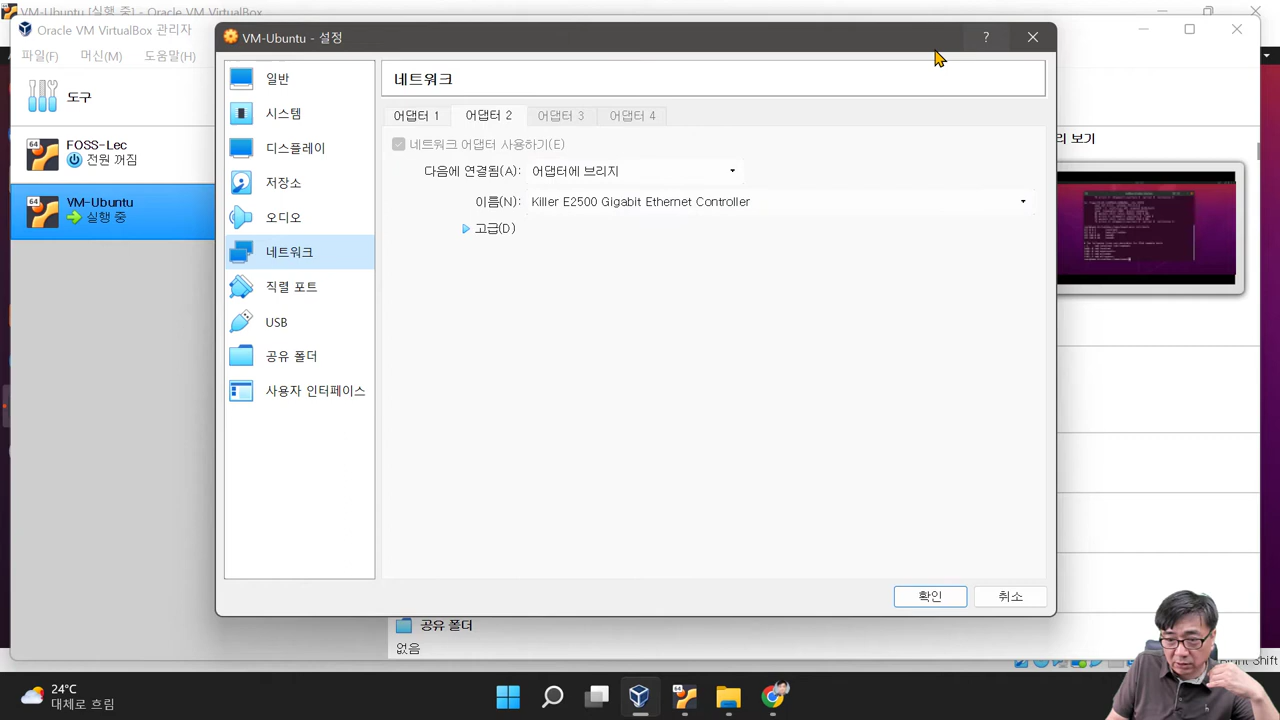 VM-Ubuntu [실행 중] - Oracle VM VirtualBox
Oracle VM VirtualBox 관리자
파일(F) 머신(M) 도움말(H)
도구
64 FOSS-Lec
전원 꺼짐
64 VM-Ubuntu
실행 중
VM-Ubuntu - 설정
?
일반
시스템
디스플레이
저장소
오디오
네트워크
직렬 포트
USB
공유 폴더
사용자 인터페이스
네트워크
어댑터 1 어댑터 2 어댑터 3 어댑터 4
네트워크 어댑터 사용하기(E)
다음에 연결됨(A): 어댑터에 브리지
름(N): Killer E2500 Gigabit Ethernet Controller
고급(D)
확인 취소
리 보기
공유 폴더
없음
Shift
24°C
대체로 흐림